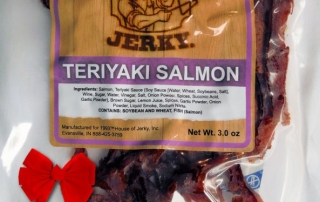 JERKY.
TERIYAKI SALMON
Ingredients: Salmon, Teriyaki Sauce (Soy Sauce [Water, Wheat, Soybeans, Salt],
Wine, Sugar, Water, Vinegar, Salt, Onion Powder, Spices, Succinic Acid,
Garlic Powder), Brown Sugar, Lemon Juice, Spices, Garlic Powder, Onion
Powder, Liquid Smoke, Sodium Nitrite.
CONTAINS: SOYBEAN AND WHEAT, FISH (Salmon)
Manufactured for House of Jerky, Inc.
Net Wt. 3.0 oz